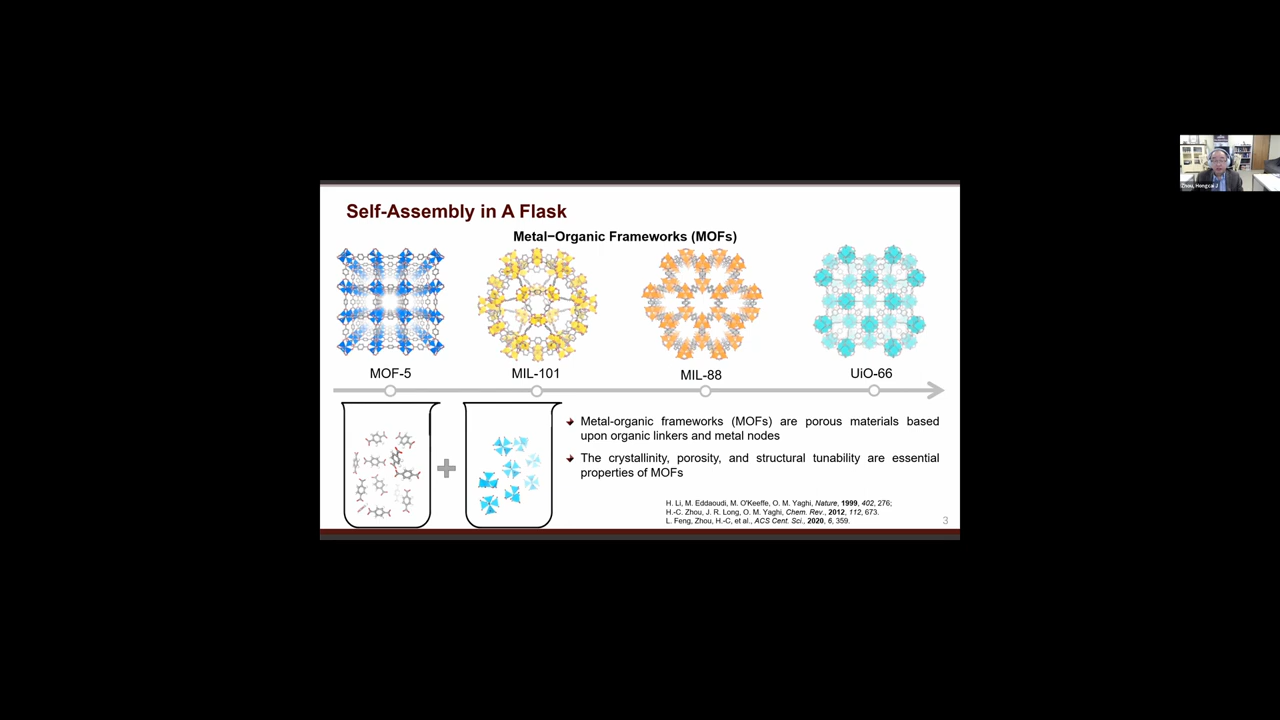 Self-Assembly in A Flask
Metal−Organic Frameworks (MOFs)
MOF-5
MIL-101
MIL-88
UiO-66
Metal-organic frameworks (MOFs) are porous materials based
upon organic linkers and metal nodes
The crystallinity, porosity, and structural tunability are essential
properties of MOFs
H. Li, M. Eddaoudi, M. O'Keeffe, O. M. Yaghi, Nature, 1999, 402, 276;
H.-C. Zhou, J. R. Long, O. M. Yaghi, Chem. Rev., 2012, 112, 673.
L. Feng, Zhou, H.-C, et al., ACS Cent. Sci., 2020, 6, 359.
3
Zhou, Hongcai J